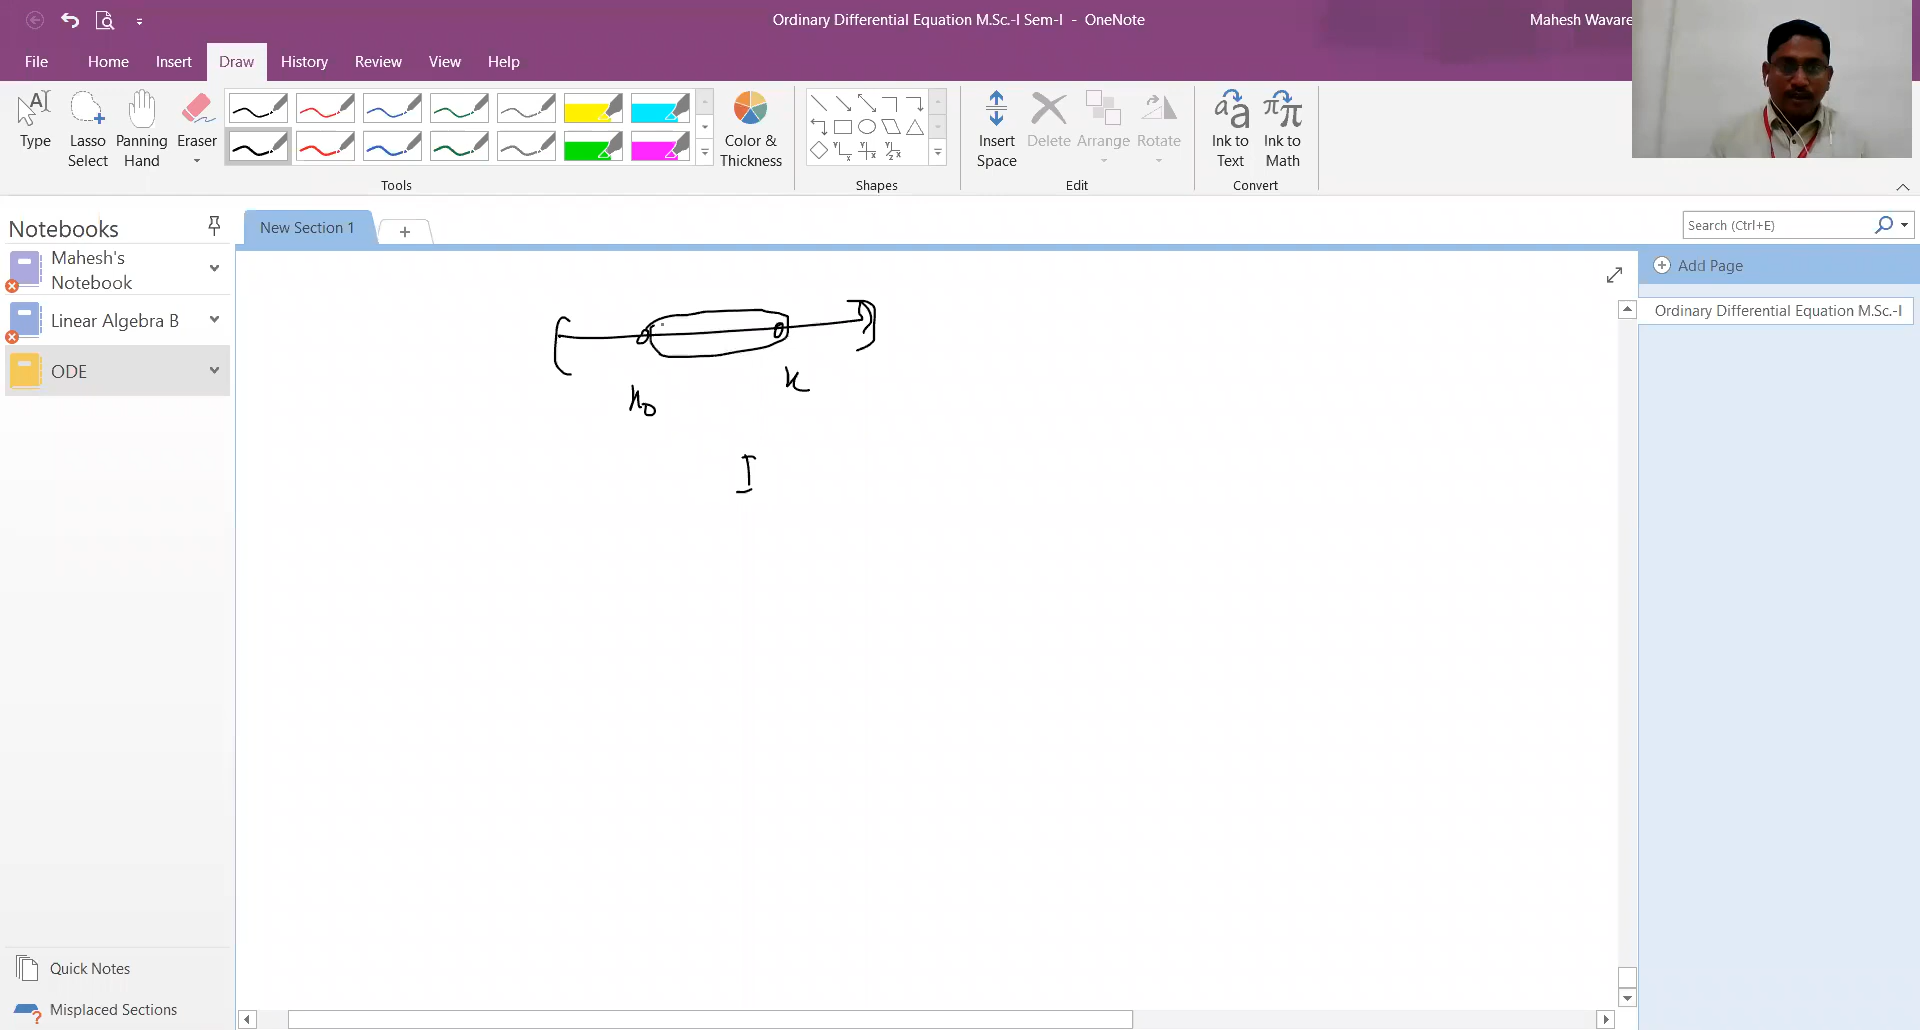 Ordinary Differential Equation M.Sc.-I Sem-I - OneNote
Mahesh Wavare
File Home Insert Draw History Review View Help
Type
Lasso Select
Panning Hand
Eraser
Color & Thickness
Insert Space
Delete
Arrange
Rotate
Ink to Text
Ink to Math
Tools
Shapes
Edit
Convert
Notebooks
New Section 1
+
Search (Ctrl+E)
Mahesh's Notebook
Linear Algebra B
ODE
Add Page
Ordinary Differential Equation M.Sc.-I
x₀
x
I
Quick Notes
Misplaced Sections